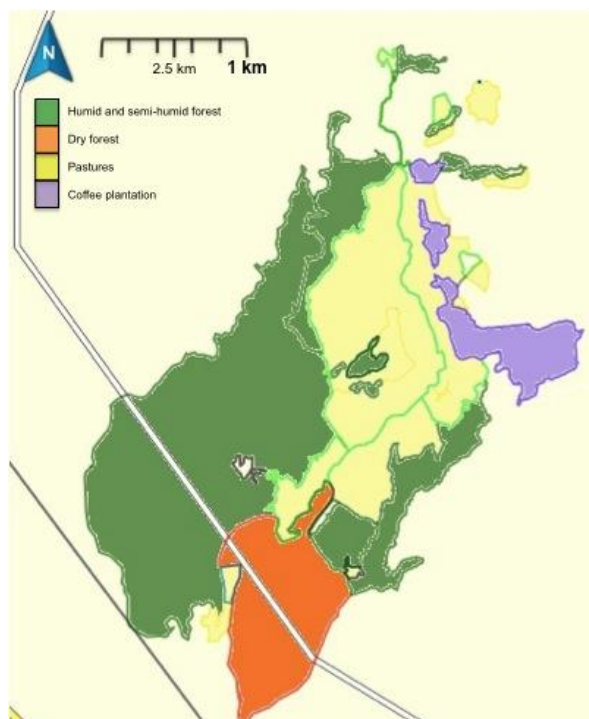 N
2.5 km 1 km
Humid and semi-humid forest
Dry forest
Pastures
Coffee plantation